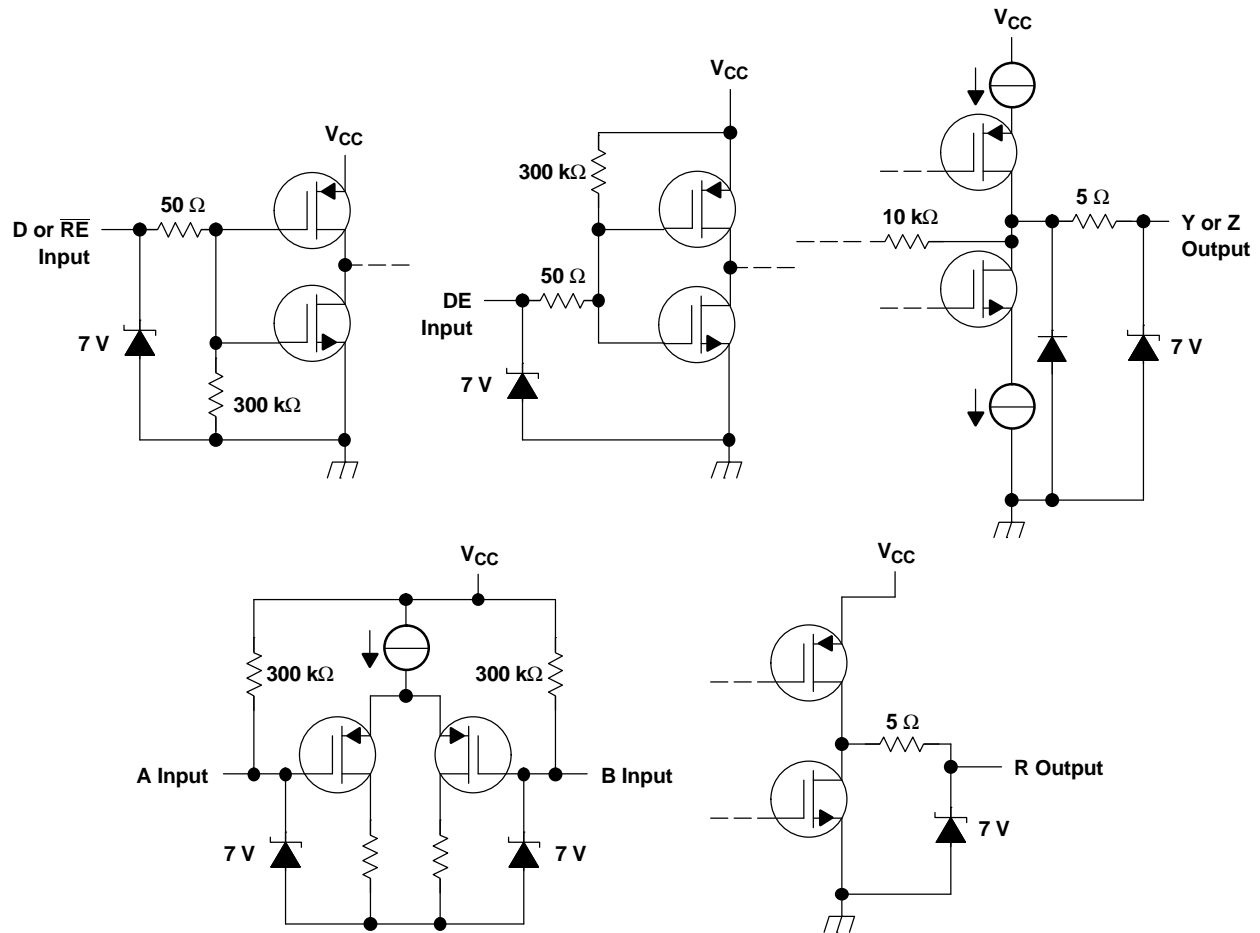 VCC
50 Ω
D or R̅E̅
Input
7 V
300 kΩ
VCC
300 kΩ
50 Ω
DE
Input
7 V
VCC
10 kΩ
5 Ω
Y or Z
Output
7 V
VCC
300 kΩ
300 kΩ
A Input
B Input
7 V
7 V
VCC
5 Ω
R Output
7 V